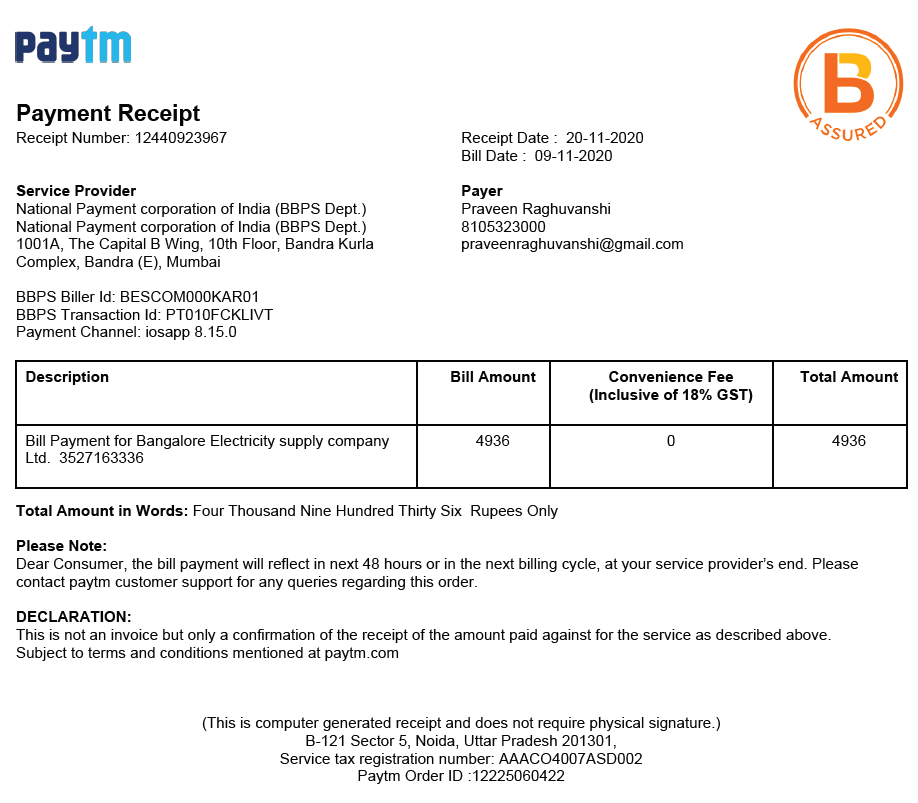 paytm
B
ASSURED
Payment Receipt
Receipt Number: 12440923967
Receipt Date :  20-11-2020
Bill Date :  09-11-2020
Service Provider
National Payment corporation of India (BBPS Dept.)
National Payment corporation of India (BBPS Dept.)
1001A, The Capital B Wing, 10th Floor, Bandra Kurla
Complex, Bandra (E), Mumbai
Payer
Praveen Raghuvanshi
8105323000
praveenraghuvanshi@gmail.com
BBPS Biller Id: BESCOM000KAR01
BBPS Transaction Id: PT010FCKLIVT
Payment Channel: iosapp 8.15.0
Description
Bill Amount
Convenience Fee
(Inclusive of 18% GST)
Total Amount
Bill Payment for Bangalore Electricity supply company
Ltd.  3527163336
4936
0
4936
Total Amount in Words: Four Thousand Nine Hundred Thirty Six  Rupees Only
Please Note:
Dear Consumer, the bill payment will reflect in next 48 hours or in the next billing cycle, at your service provider's end. Please
contact paytm customer support for any queries regarding this order.
DECLARATION:
This is not an invoice but only a confirmation of the receipt of the amount paid against for the service as described above.
Subject to terms and conditions mentioned at paytm.com
(This is computer generated receipt and does not require physical signature.)
B-121 Sector 5, Noida, Uttar Pradesh 201301,
Service tax registration number: AAACO4007ASD002
Paytm Order ID :12225060422